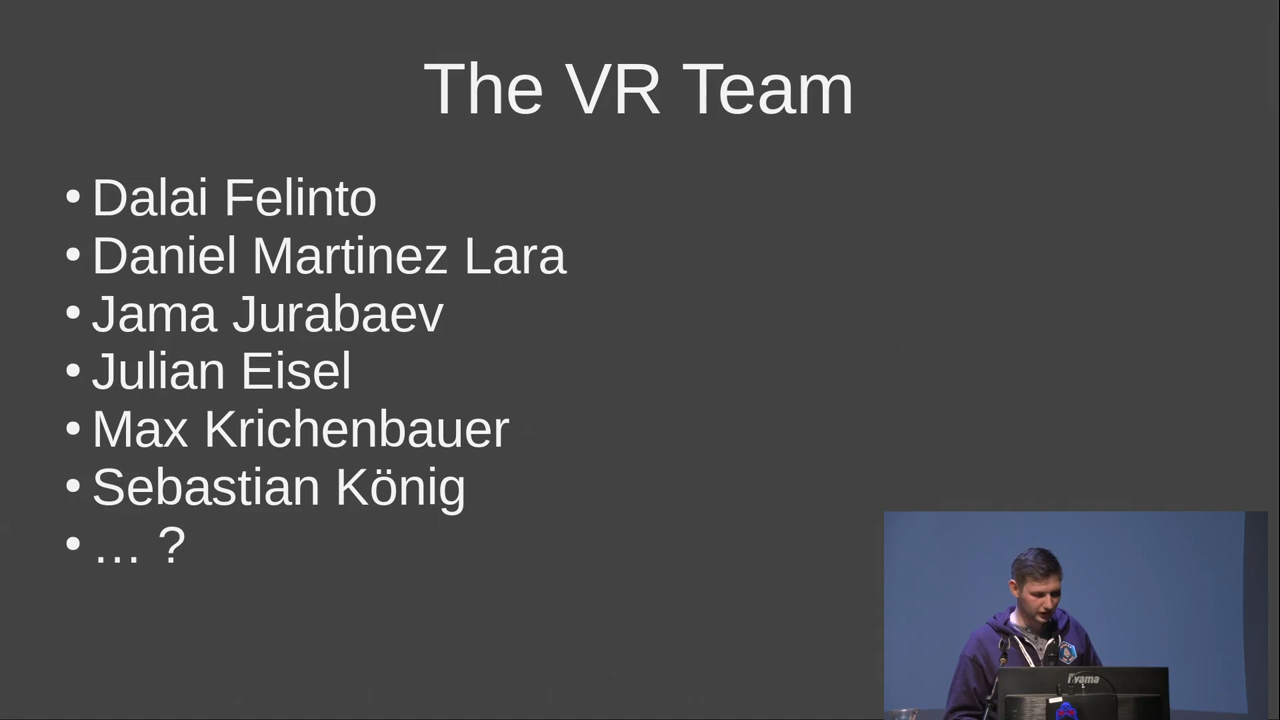 The VR Team
• Dalai Felinto
• Daniel Martinez Lara
• Jama Jurabaev
• Julian Eisel
• Max Krichenbauer
• Sebastian König
• … ?
iiyama